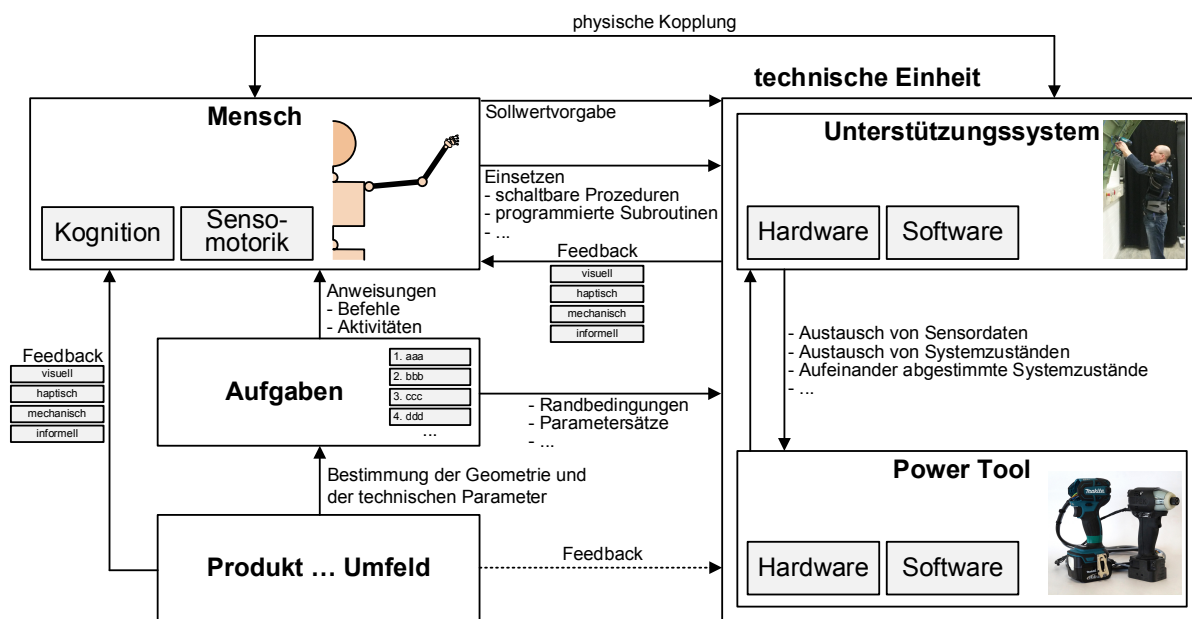 physische Kopplung
technische Einheit
Mensch
Kognition
Senso-
motorik
Sollwertvorgabe
Einsetzen
- schaltbare Prozeduren
- programmierte Subroutinen
- ...
Feedback
visuell
haptisch
mechanisch
informell
Unterstützungssystem
Hardware
Software
Anweisungen
- Befehle
- Aktivitäten
Feedback
visuell
haptisch
mechanisch
informell
Aufgaben
1. aaa
2. bbb
3. ccc
4. ddd
...
- Randbedingungen
- Parametersätze
- ...
- Austausch von Sensordaten
- Austausch von Systemzuständen
- Aufeinander abgestimmte Systemzustände
- ...
Bestimmung der Geometrie und
der technischen Parameter
Produkt ... Umfeld
Feedback
Power Tool
Hardware
Software
makita